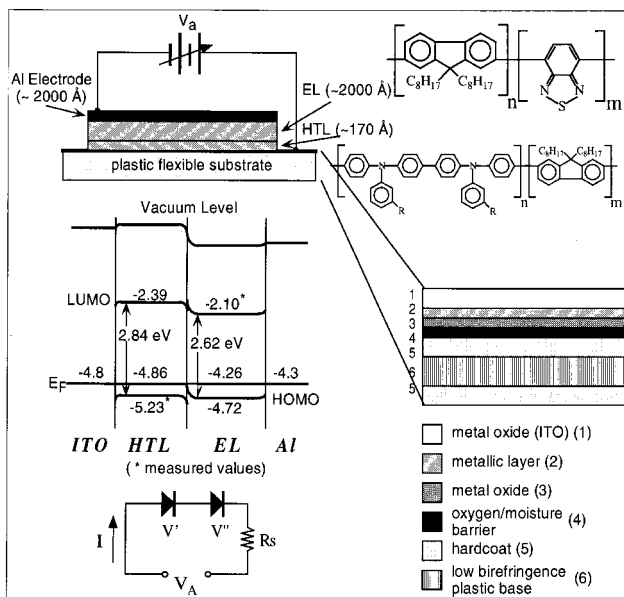 Va
Al Electrode
(~ 2000 Å)
EL (~2000 Å)
HTL (~170 Å)
plastic flexible substrate
C8H17 C8H17
n
N N
S
m
N N
R R
n
C8H17 C8H17
m
Vacuum Level
LUMO
-2.39
-2.10*
2.84 eV
2.62 eV
EF
-4.8
-4.86
-4.26
-4.3
-5.23*
-4.72
HOMO
ITO HTL EL Al
(* measured values)
I
V' V"
Rs
VA
1
2
3
4
5
6
5
metal oxide (ITO) (1)
metallic layer (2)
metal oxide (3)
oxygen/moisture
barrier (4)
hardcoat (5)
low birefringence
plastic base (6)